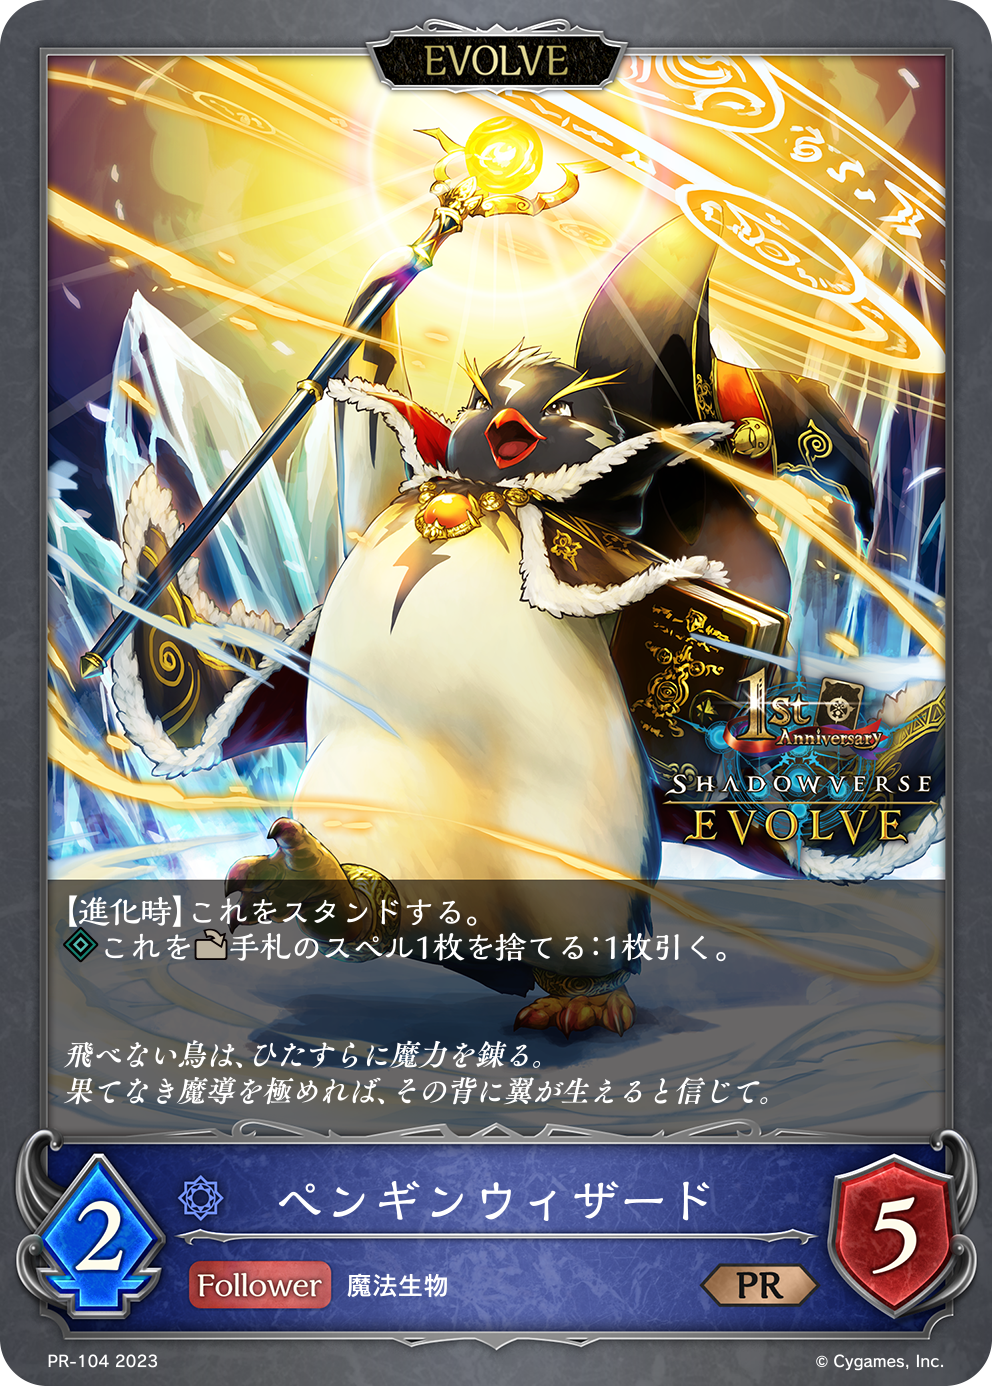 EVOLVE
1st
Anniversary
SHADOWVERSE
EVOLVE
【進化時】これをスタンドする。
これを手札のスペル1枚を捨てる：1枚引く。
飛べない鳥は、ひたすらに魔力を錬る。
果てなき魔導を極めれば、その背に翼が生えると信じて。
2
ペンギンウィザード
5
Follower 魔法生物
PR
PR-104 2023
© Cygames, Inc.